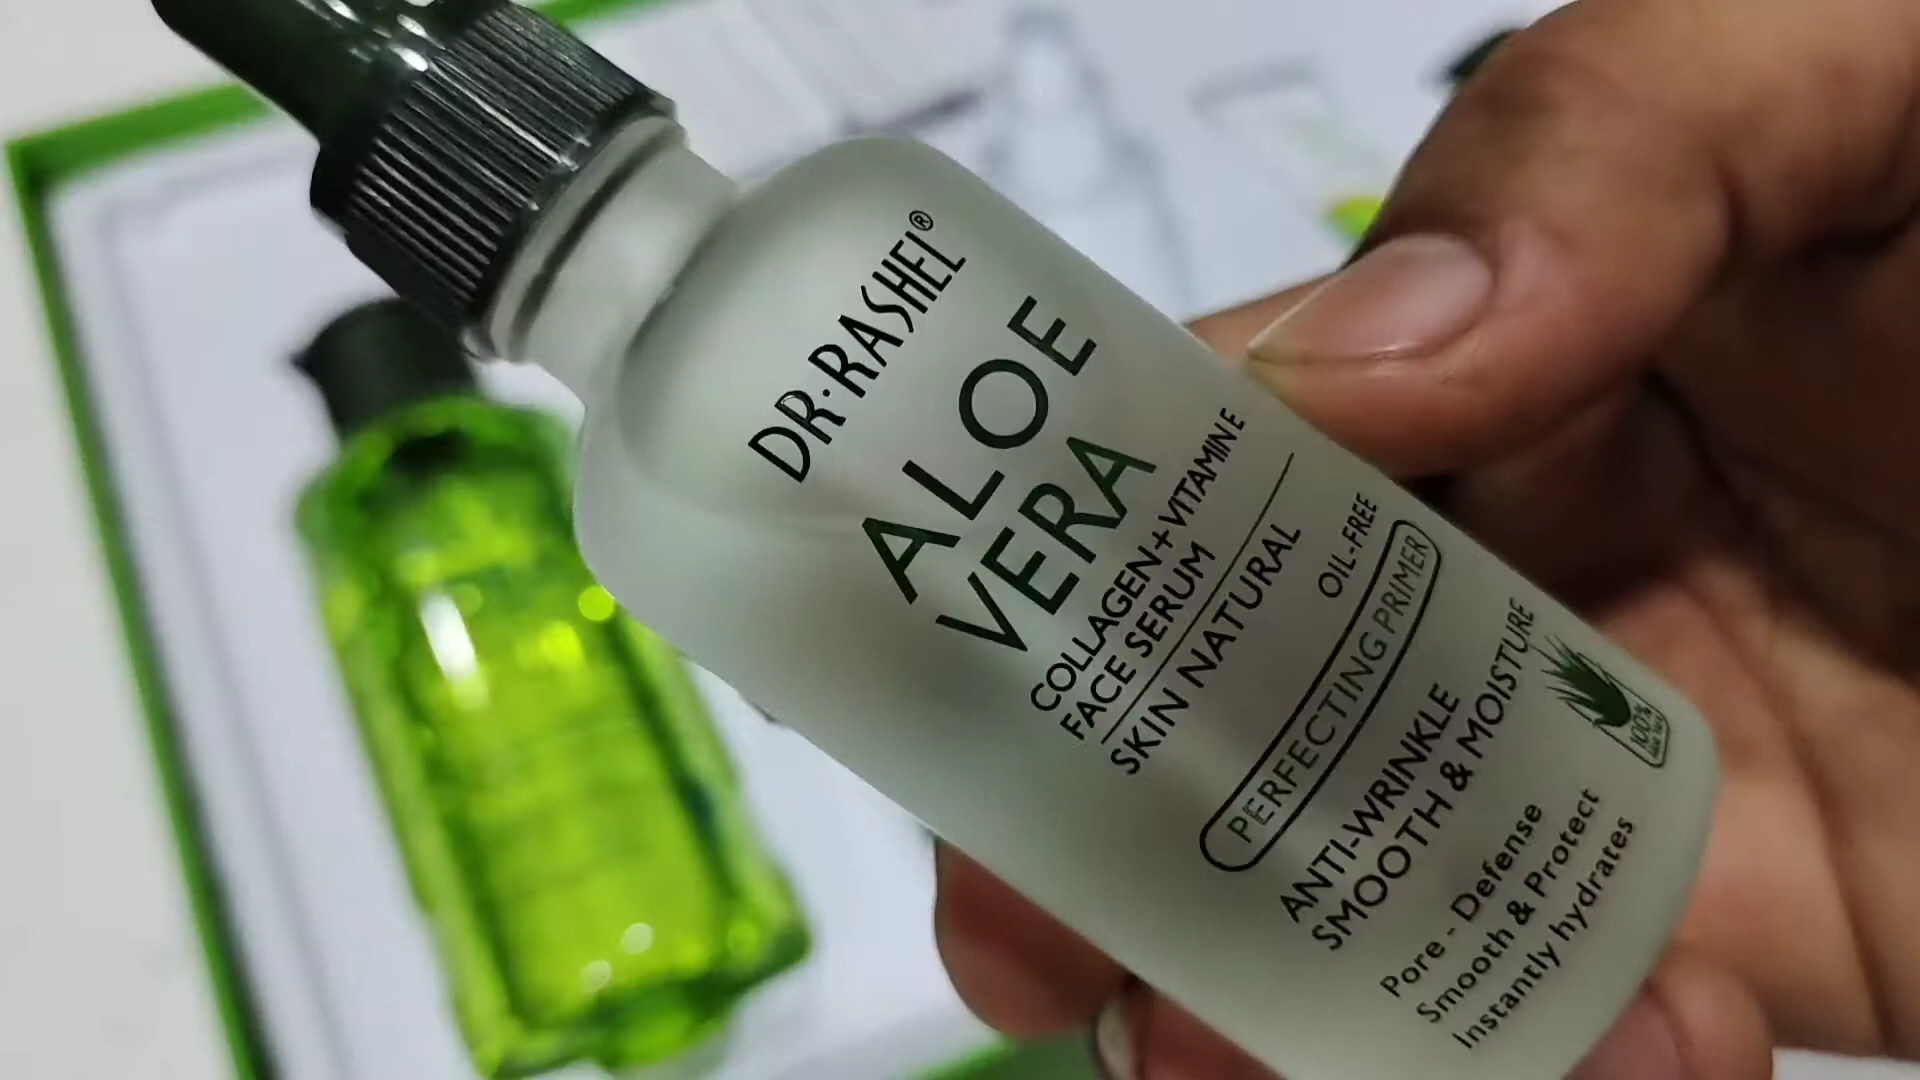 DR·RASHEL®
ALOE
VERA
COLLAGEN+VITAMIN E
FACE SERUM
SKIN NATURAL
OIL-FREE
PERFECTING PRIMER
ANTI-WRINKLE
SMOOTH & MOISTURE
100%
Pore - Defense
Smooth & Protect
Instantly hydrates